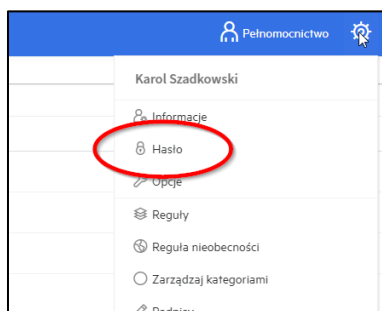 Pełnomocnictwo
Karol Szadkowski
Informacje
Hasło
Opcje
Reguły
Reguła nieobecności
Zarządzaj kategoriami